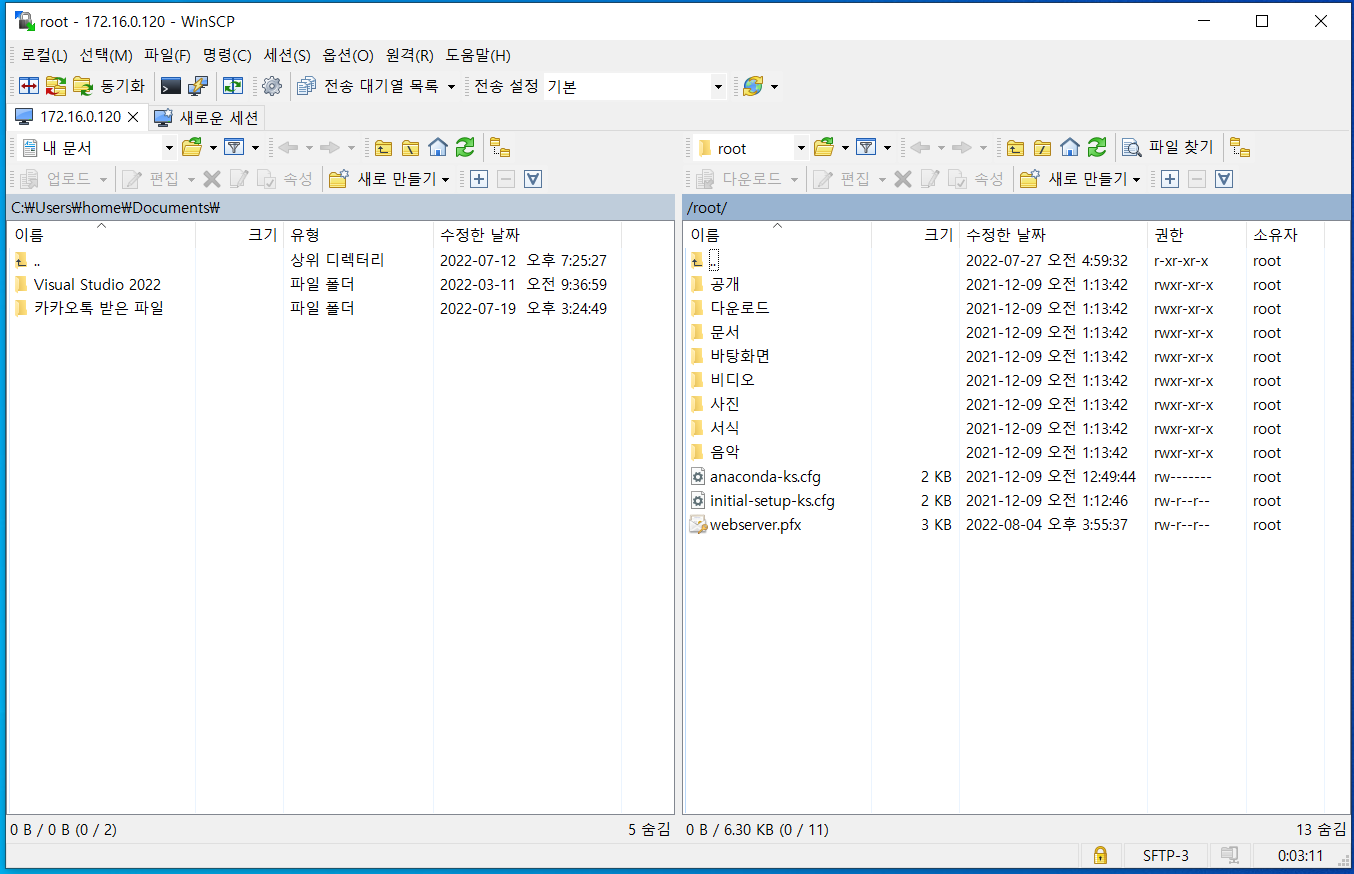 root - 172.16.0.120 - WinSCP
로컬(L) 선택(M) 파일(F) 명령(C) 세션(S) 옵션(O) 원격(R) 도움말(H)
동기화 전송 대기열 목록 전송 설정 기본
172.16.0.120 새로운 세션
내 문서 root 파일 찾기
업로드 편집 속성 새로 만들기 다운로드 편집 속성 새로 만들기
C:₩Users₩home₩Documents₩ /root/
이름 크기 유형 수정한 날짜 이름 크기 수정한 날짜 권한 소유자
.. 상위 디렉터리 2022-07-12 오후 7:25:27 .. 2022-07-27 오전 4:59:32 r-xr-xr-x root
Visual Studio 2022 파일 폴더 2022-03-11 오전 9:36:59 공개 2021-12-09 오전 1:13:42 rwxr-xr-x root
카카오톡 받은 파일 파일 폴더 2022-07-19 오후 3:24:49 다운로드 2021-12-09 오전 1:13:42 rwxr-xr-x root
문서 2021-12-09 오전 1:13:42 rwxr-xr-x root
바탕화면 2021-12-09 오전 1:13:42 rwxr-xr-x root
비디오 2021-12-09 오전 1:13:42 rwxr-xr-x root
사진 2021-12-09 오전 1:13:42 rwxr-xr-x root
서식 2021-12-09 오전 1:13:42 rwxr-xr-x root
음악 2021-12-09 오전 1:13:42 rwxr-xr-x root
anaconda-ks.cfg 2 KB 2021-12-09 오전 12:49:44 rw------- root
initial-setup-ks.cfg 2 KB 2021-12-09 오전 1:12:46 rw-r--r-- root
webserver.pfx 3 KB 2022-08-04 오후 3:55:37 rw-r--r-- root
0 B / 0 B (0 / 2) 5 숨김 0 B / 6.30 KB (0 / 11) 13 숨김
SFTP-3 0:03:11